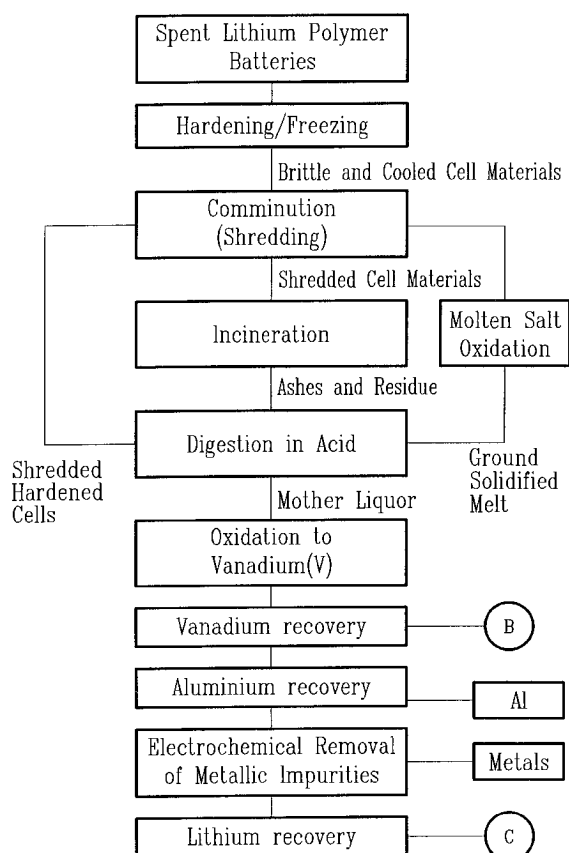 Spent Lithium Polymer
Batteries
Hardening/Freezing
Brittle and Cooled Cell Materials
Comminution
(Shredding)
Shredded Cell Materials
Incineration
Molten Salt
Oxidation
Ashes and Residue
Digestion in Acid
Shredded
Hardened
Cells
Ground
Solidified
Melt
Mother Liquor
Oxidation to
Vanadium(V)
Vanadium recovery
B
Aluminium recovery
Al
Electrochemical Removal
of Metallic Impurities
Metals
Lithium recovery
C